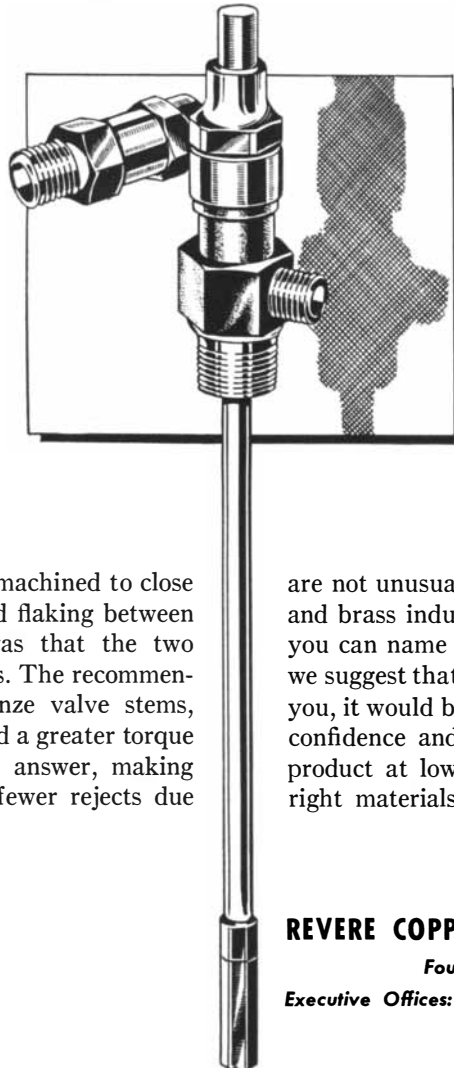 machined to close
d flaking between
as that the two
s. The recommen-
nze valve stems,
d a greater torque
answer, making
fewer rejects due
are not unusua
and brass indu
you can name
we suggest that
you, it would b
confidence and
product at low
right materials
REVERE COPP
Fou
Executive Offices: